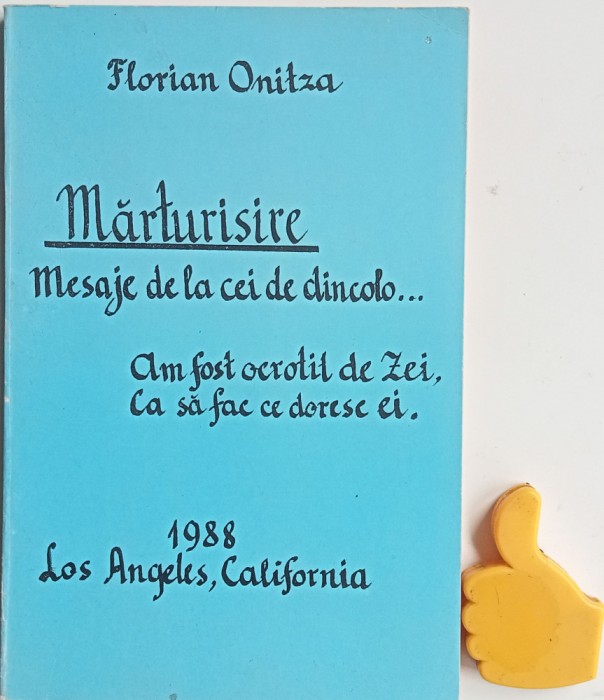 Florian Onitza
Mărturisire
Mesaje de la cei de dincolo...
Am fost ocrotit de Zei,
Ca să fac ce doresc ei.
1988
Los Angeles, California